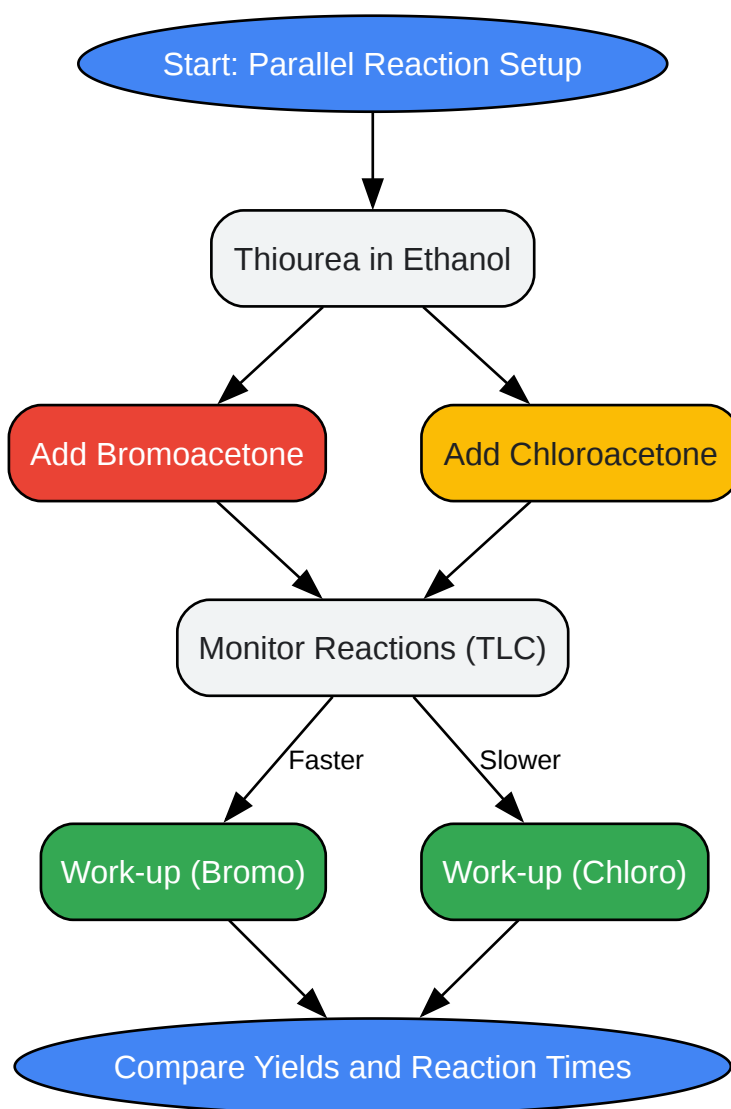 Start: Parallel Reaction Setup
Thiourea in Ethanol
Add Bromoacetone
Add Chloroacetone
Monitor Reactions (TLC)
Faster
Slower
Work-up (Bromo)
Work-up (Chloro)
Compare Yields and Reaction Times